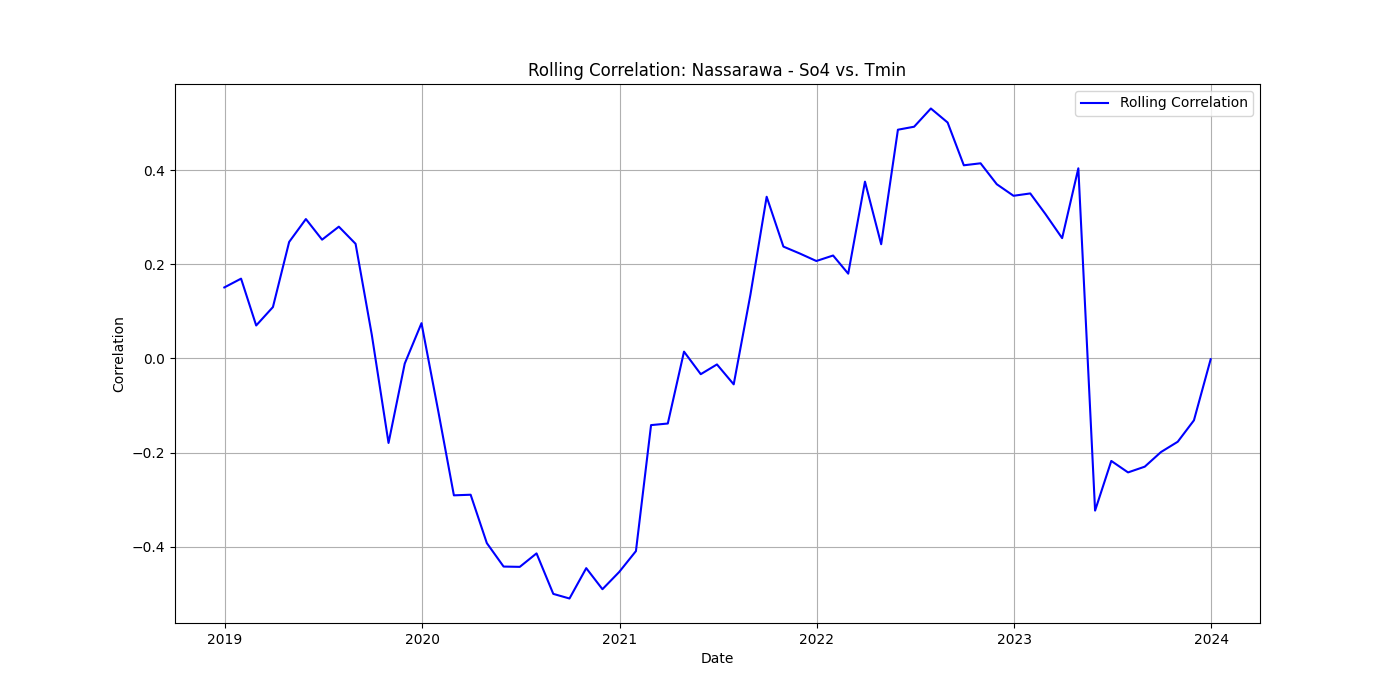 Rolling Correlation: Nassarawa - So4 vs. Tmin
Rolling Correlation
Correlation
0.4
0.2
0.0
−0.2
−0.4
2019 2020 2021 2022 2023 2024
Date